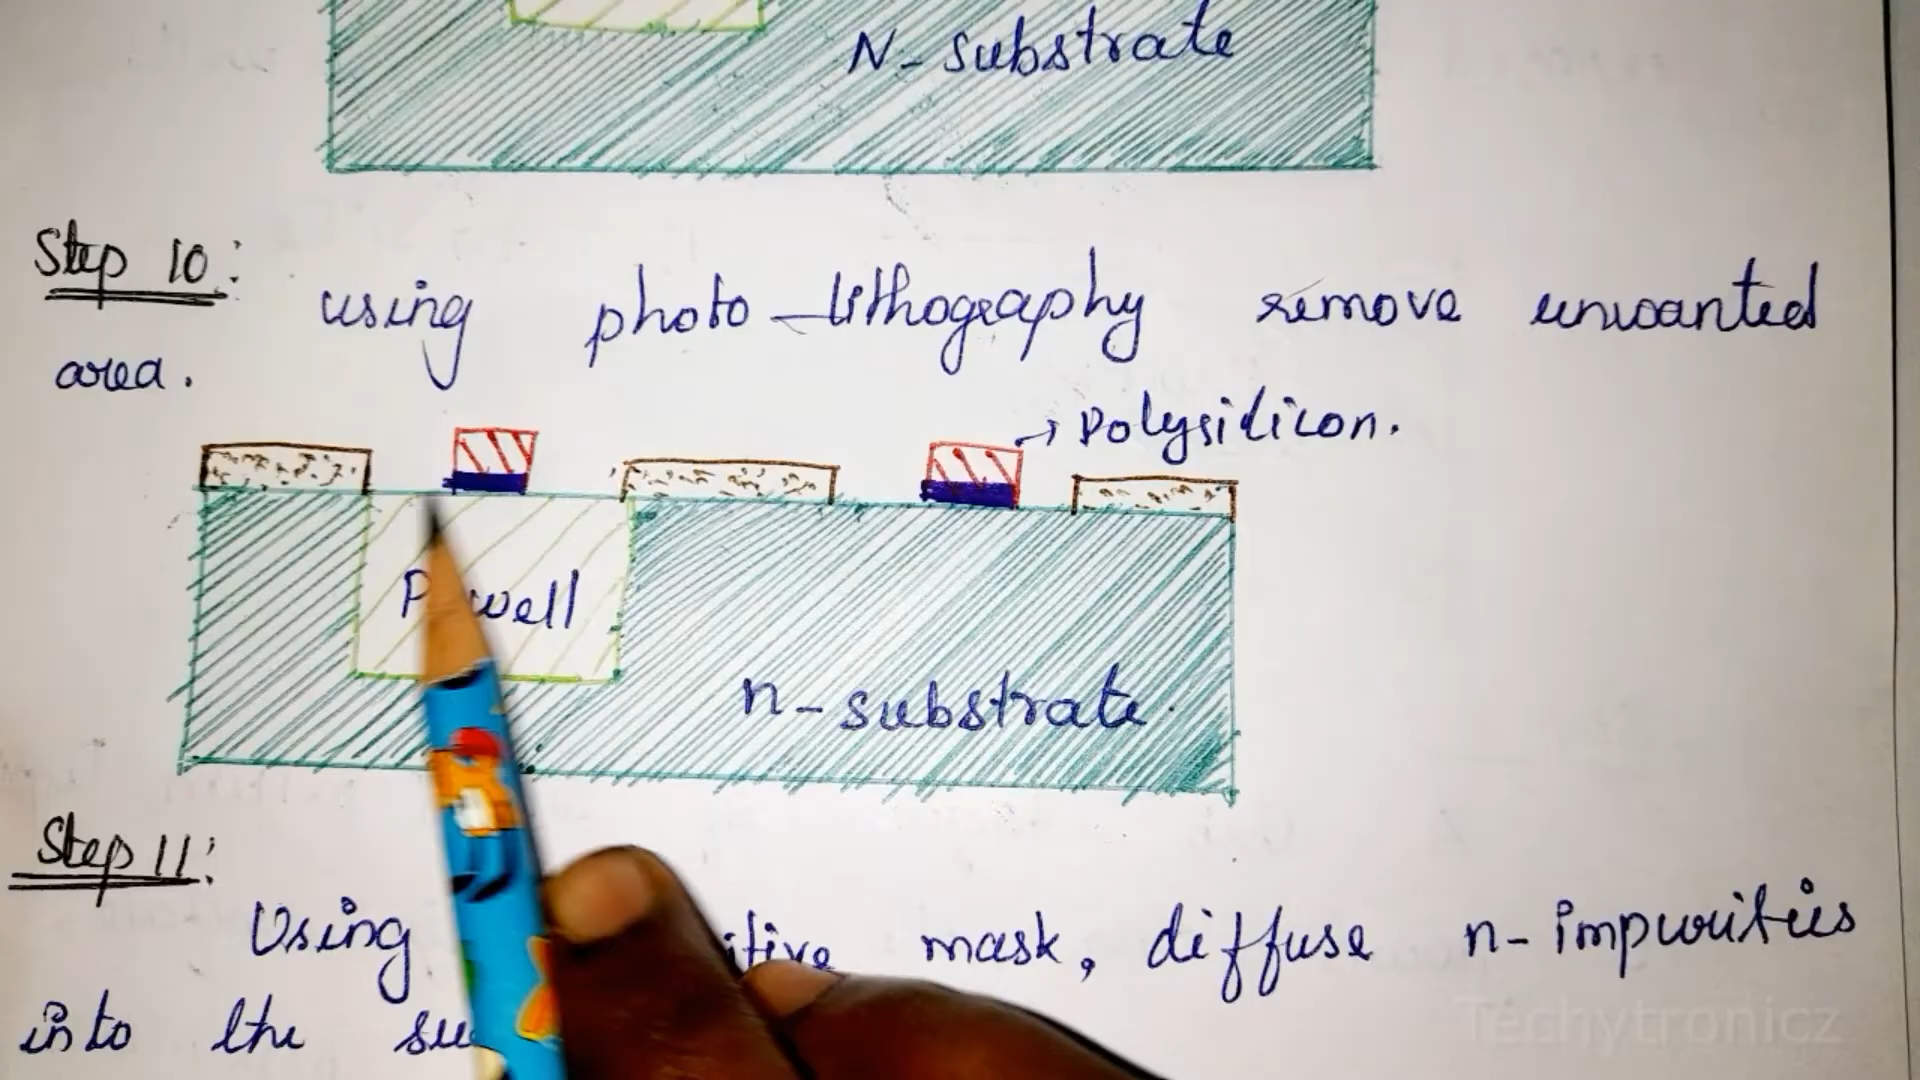 N-substrate
Step 10: using photo-lithography remove unwanted
area.
→ Polysilicon.
well
n-substrate.
Step 11:
Using mask, diffuse n-impurities
into the
Techytronicz